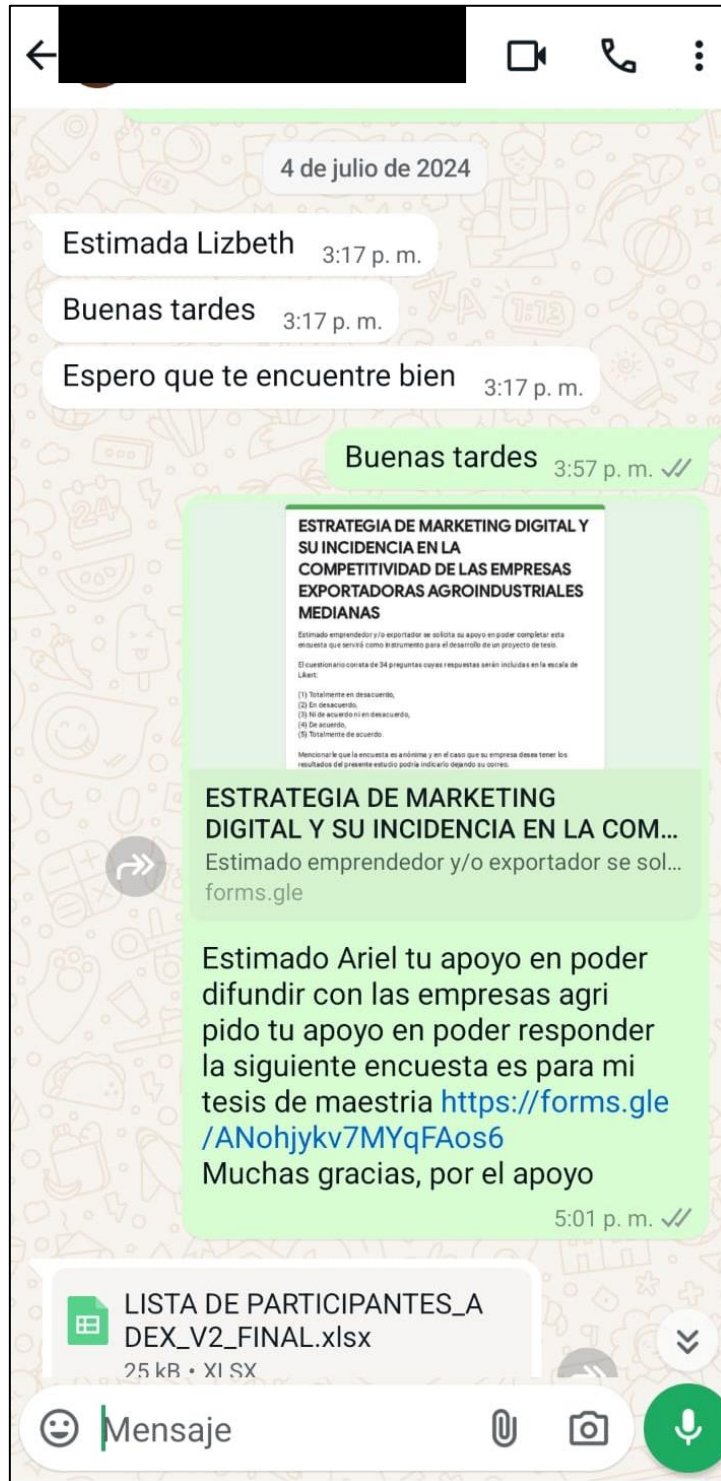 4 de julio de 2024
Estimada Lizbeth 3:17 p. m.
Buenas tardes 3:17 p. m.
Espero que te encuentre bien 3:17 p. m.
Buenas tardes 3:57 p. m.
ESTRATEGIA DE MARKETING DIGITAL Y
SU INCIDENCIA EN LA
COMPETITIVIDAD DE LAS EMPRESAS
EXPORTADORAS AGROINDUSTRIALES
MEDIANAS
Estimado emprendedor y/o exportador se solicita su apoyo en poder completar esta
encuesta que servirá como instrumento para el desarrollo de un proyecto de tesis.
El cuestionario consta de 34 preguntas cuyas respuestas serán incluidas en la escala de
Likert:
(1) Totalmente en desacuerdo,
(2) En desacuerdo,
(3) Ni de acuerdo ni en desacuerdo,
(4) De acuerdo,
(5) Totalmente de acuerdo
Mencionarle que la encuesta es anónima y en el caso que su empresa desea tener los
resultados del presente estudio podría indicarlo dejando su correo.
ESTRATEGIA DE MARKETING
DIGITAL Y SU INCIDENCIA EN LA COM...
Estimado emprendedor y/o exportador se sol...
forms.gle
Estimado Ariel tu apoyo en poder
difundir con las empresas agri
pido tu apoyo en poder responder
la siguiente encuesta es para mi
tesis de maestria https://forms.gle
/ANohjykv7MYqFAos6
Muchas gracias, por el apoyo
5:01 p. m.
LISTA DE PARTICIPANTES_A
DEX_V2_FINAL.xlsx
25 kB • XLSX
Mensaje